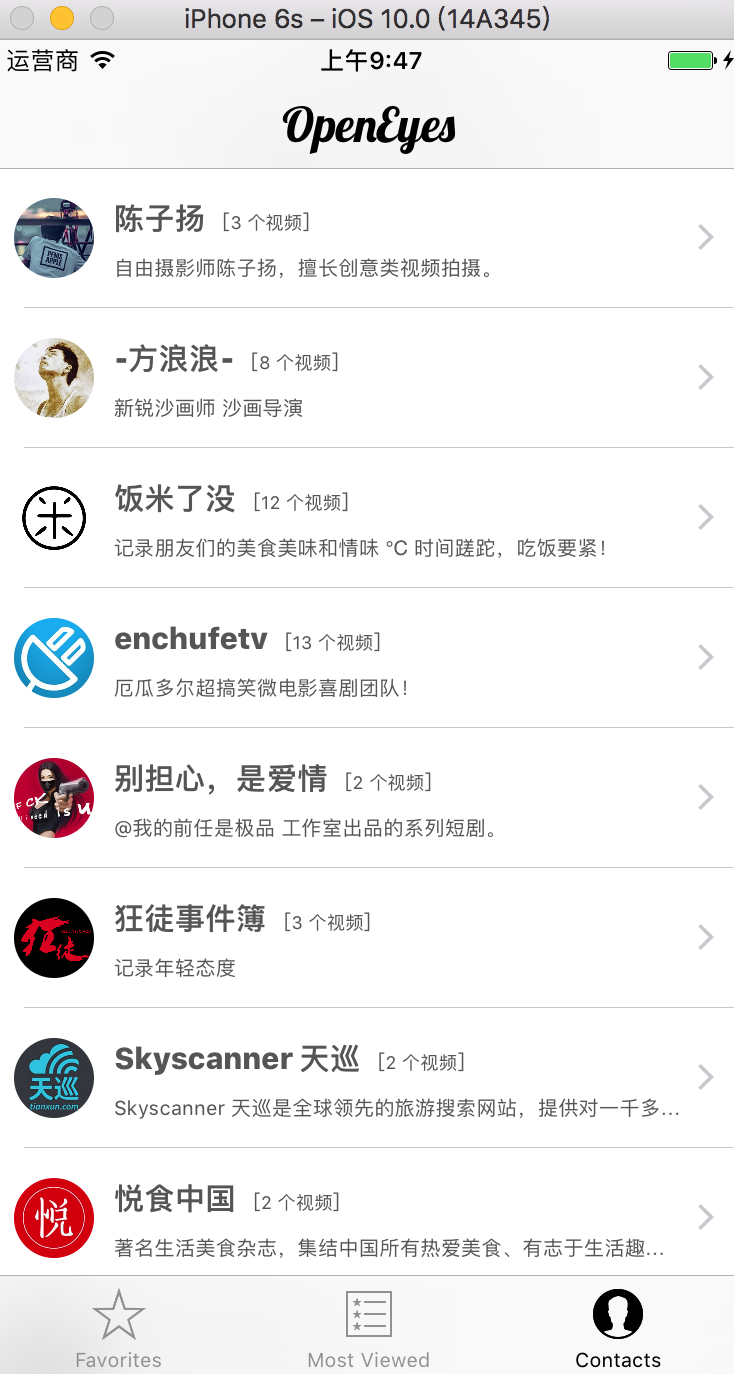 iPhone 6s – iOS 10.0 (14A345)
运营商 上午9:47
OpenEyes
陈子扬 [3 个视频]
自由摄影师陈子扬，擅长创意类视频拍摄。
-方浪浪- [8 个视频]
新锐沙画师 沙画导演
米
饭米了没 [12 个视频]
记录朋友们的美食美味和情味 ℃ 时间蹉跎，吃饭要紧！
enchufetv [13 个视频]
厄瓜多尔超搞笑微电影喜剧团队！
别担心，是爱情 [2 个视频]
@我的前任是极品 工作室出品的系列短剧。
狂徒
狂徒事件簿 [3 个视频]
记录年轻态度
天巡
tianxun.com
Skyscanner 天巡 [2 个视频]
Skyscanner 天巡是全球领先的旅游搜索网站，提供对一千多...
悦
悦食中国 [2 个视频]
著名生活美食杂志，集结中国所有热爱美食、有志于生活趣...
Favorites Most Viewed Contacts